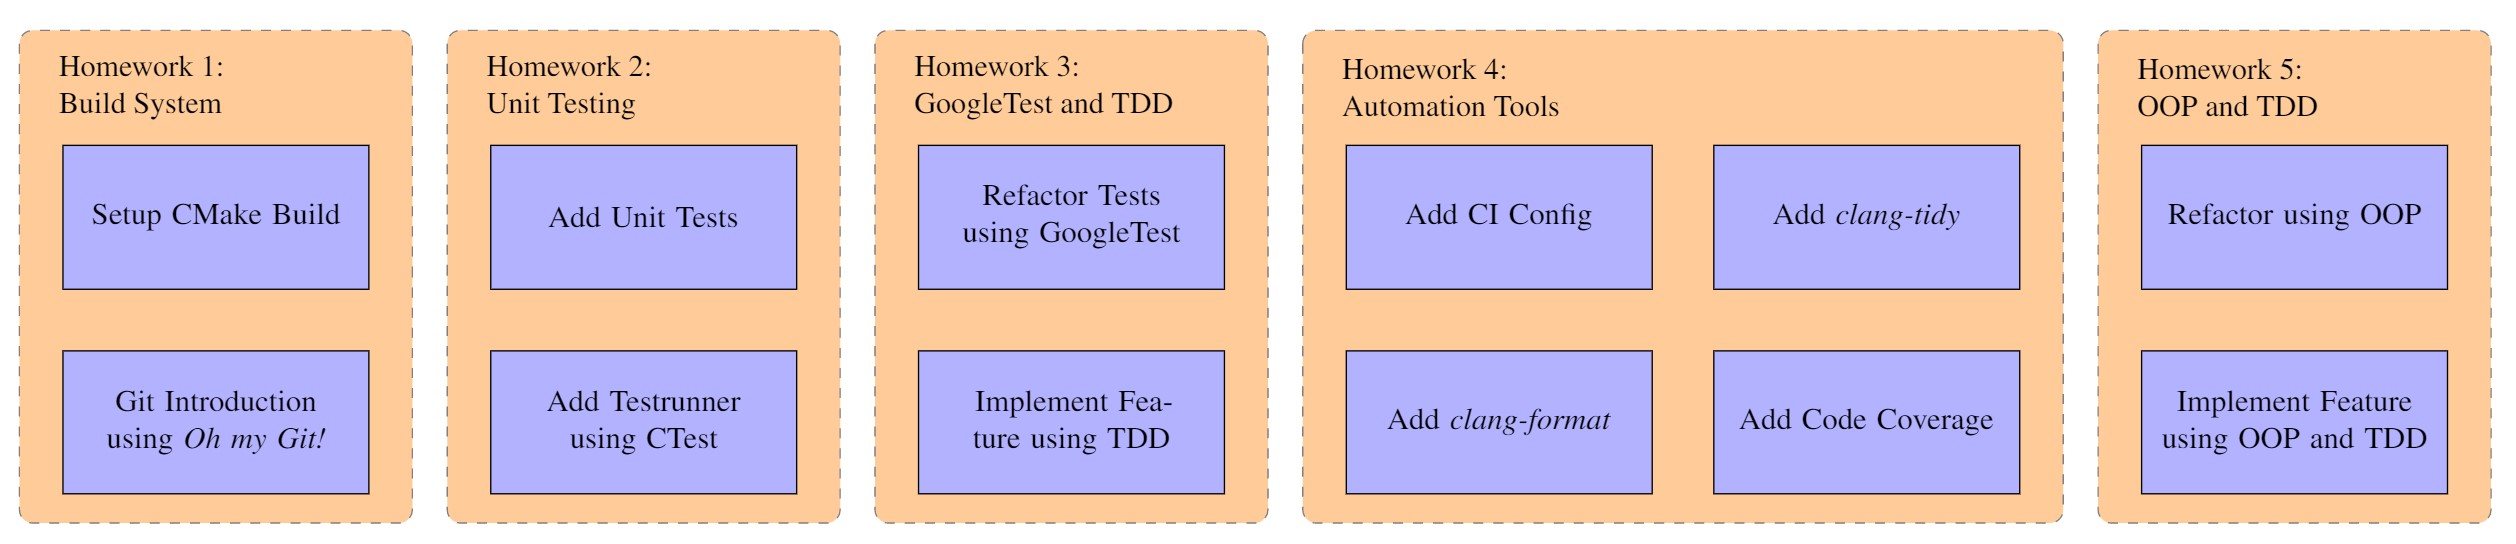 Homework 1:
Build System
Setup CMake Build
Git Introduction
using Oh my Git!
Homework 2:
Unit Testing
Add Unit Tests
Add Testrunner
using CTest
Homework 3:
GoogleTest and TDD
Refactor Tests
using GoogleTest
Implement Fea-
ture using TDD
Homework 4:
Automation Tools
Add CI Config
Add clang-tidy
Add clang-format
Add Code Coverage
Homework 5:
OOP and TDD
Refactor using OOP
Implement Feature
using OOP and TDD